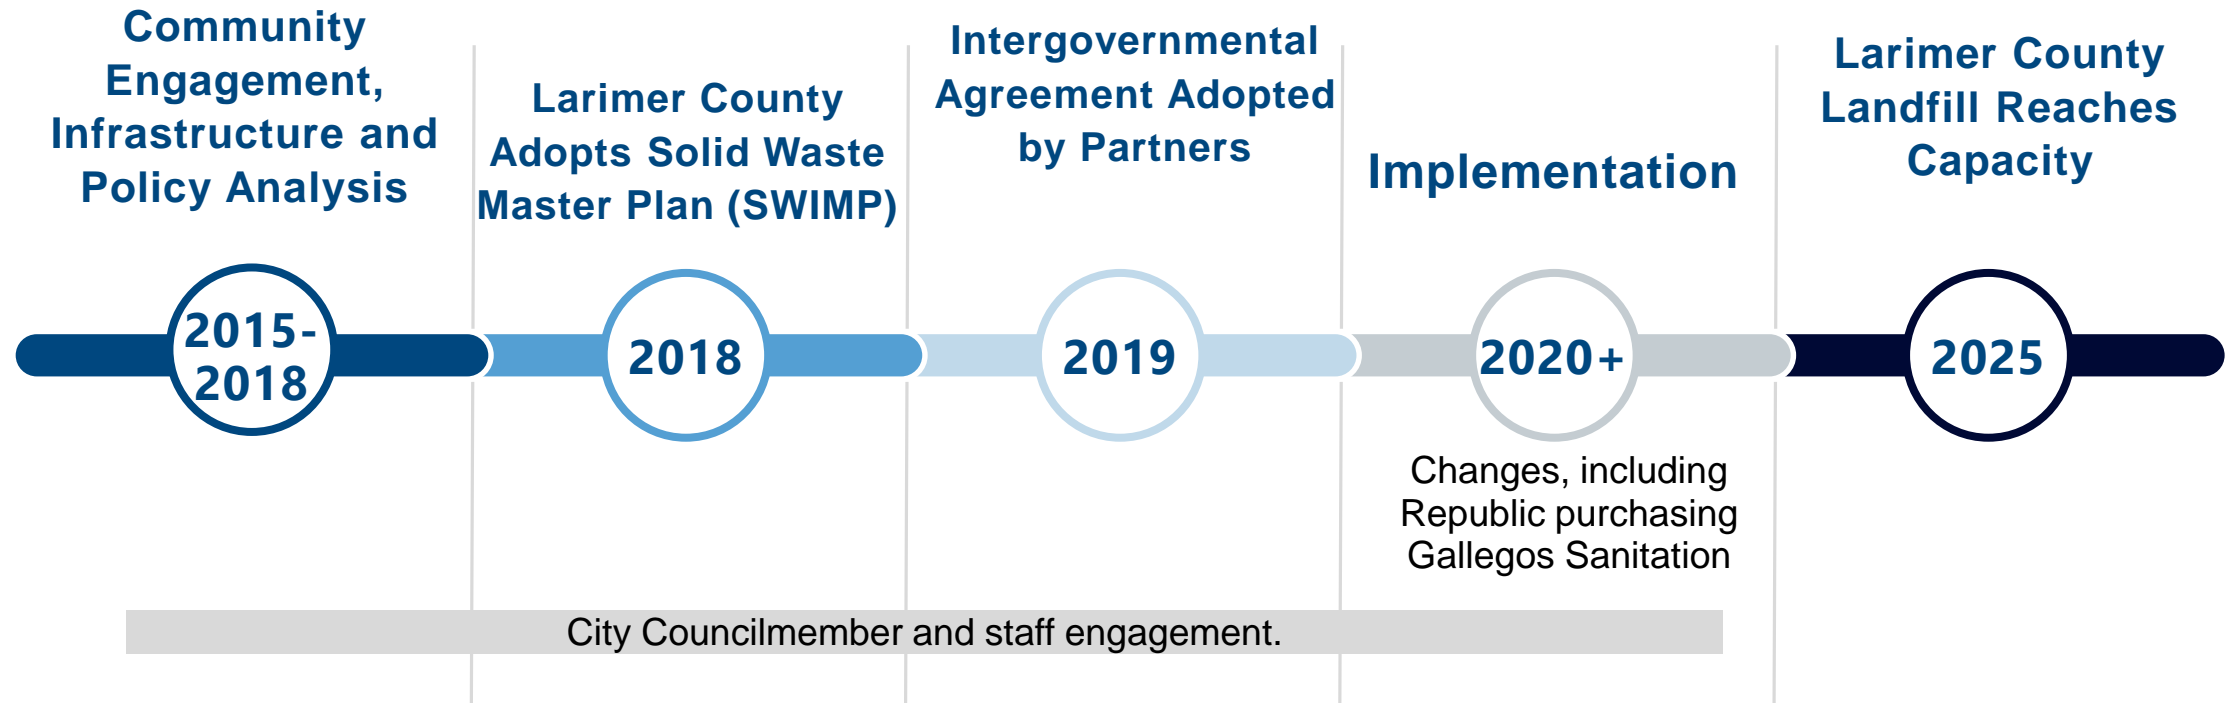 Community
Engagement,
Infrastructure and
Policy Analysis
2015-
2018
Larimer County
Adopts Solid Waste
Master Plan (SWIMP)
2018
Intergovernmental
Agreement Adopted
by Partners
2019
Implementation
2020+
Changes, including
Republic purchasing
Gallegos Sanitation
Larimer County
Landfill Reaches
Capacity
2025
City Councilmember and staff engagement.